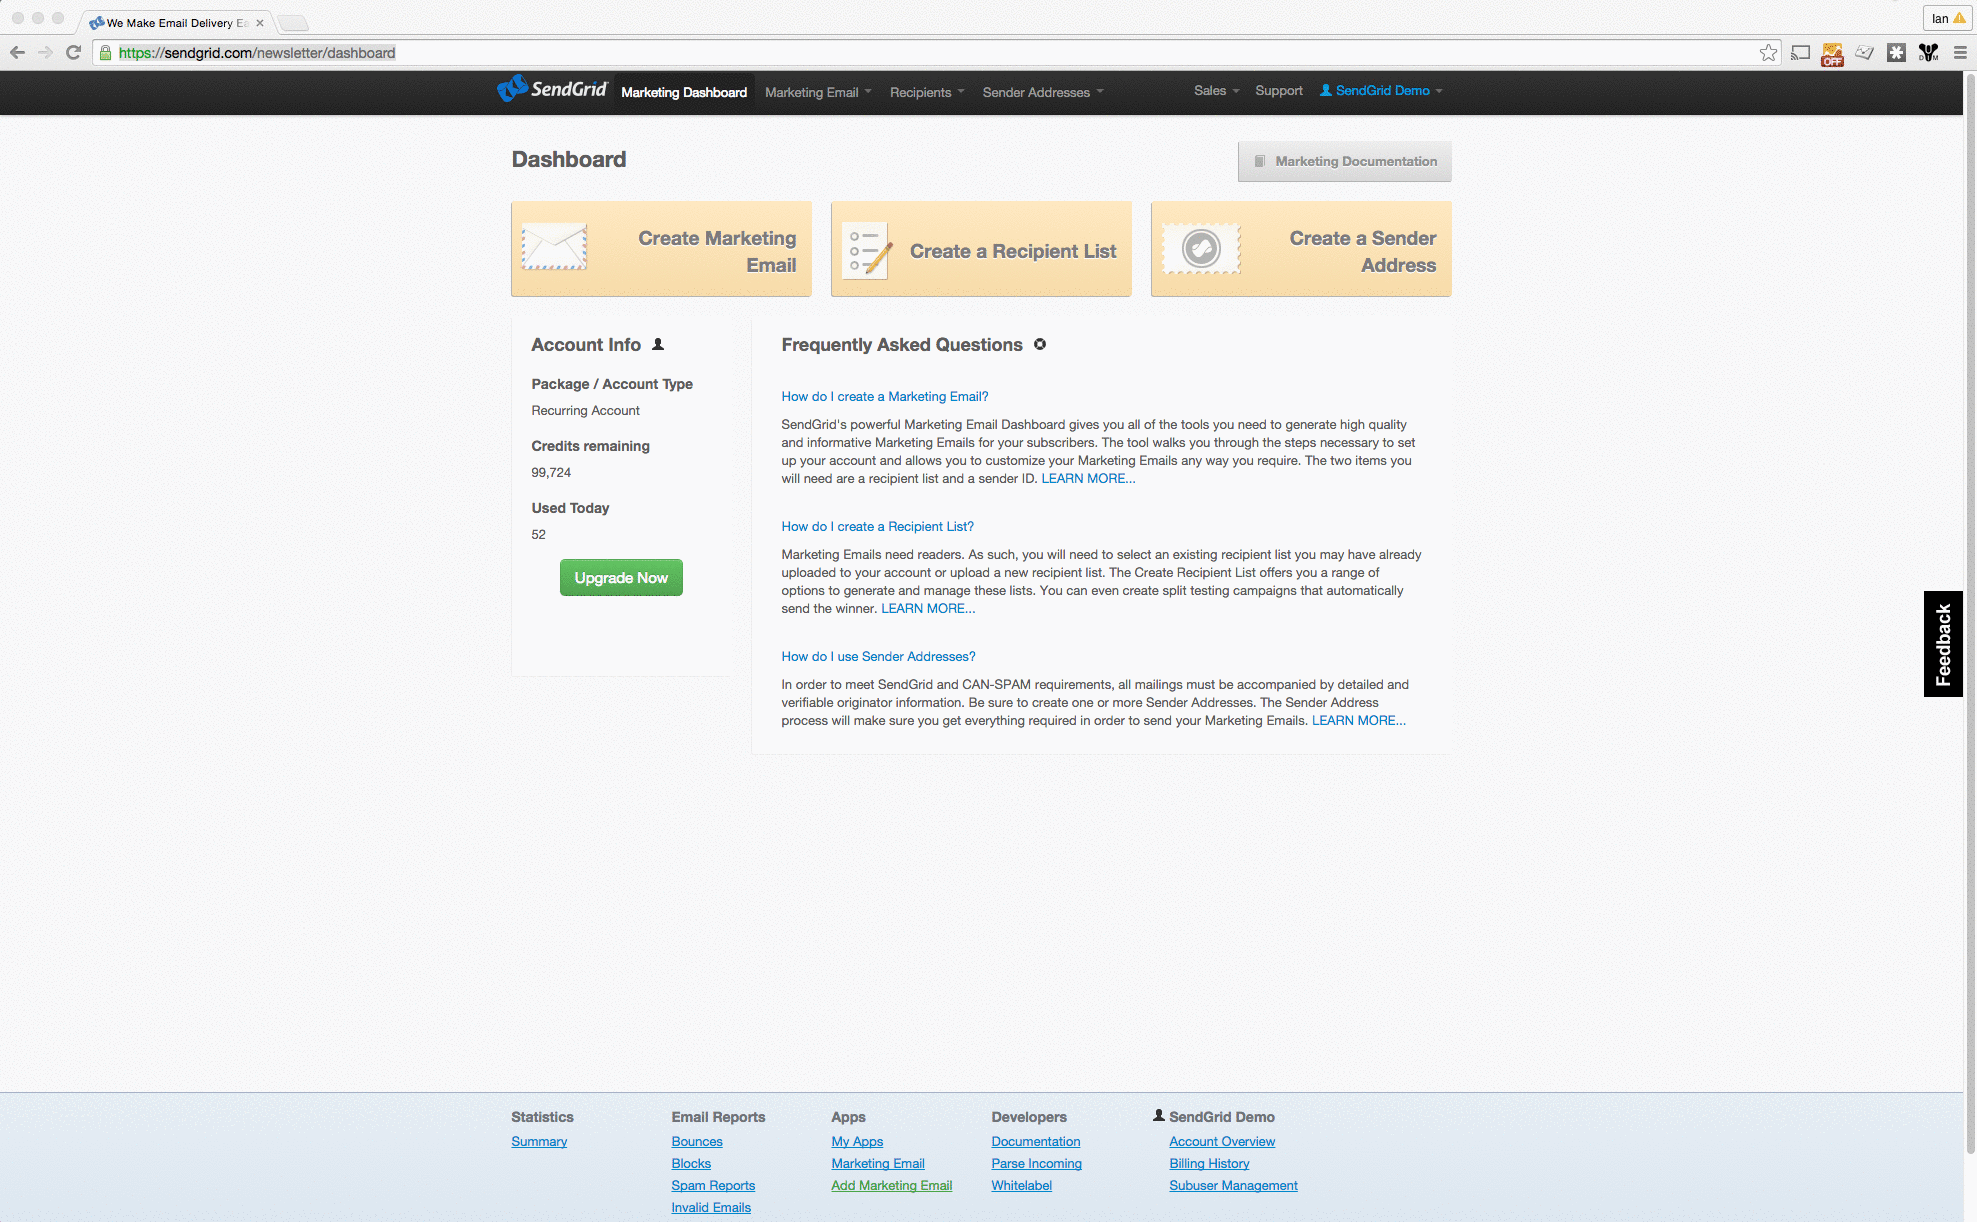 We Make Email Delivery Ea
Ian
https://sendgrid.com/newsletter/dashboard
OFF
SendGrid
Marketing Dashboard
Marketing Email
Recipients
Sender Addresses
Sales
Support
SendGrid Demo
Dashboard
Marketing Documentation
Create Marketing
Email
Create a Recipient List
Create a Sender
Address
Account Info
Package / Account Type
Recurring Account
Credits remaining
99,724
Used Today
52
Upgrade Now
Frequently Asked Questions
How do I create a Marketing Email?
SendGrid's powerful Marketing Email Dashboard gives you all of the tools you need to generate high quality
and informative Marketing Emails for your subscribers. The tool walks you through the steps necessary to set
up your account and allows you to customize your Marketing Emails any way you require. The two items you
will need are a recipient list and a sender ID. LEARN MORE...
How do I create a Recipient List?
Marketing Emails need readers. As such, you will need to select an existing recipient list you may have already
uploaded to your account or upload a new recipient list. The Create Recipient List offers you a range of
options to generate and manage these lists. You can even create split testing campaigns that automatically
send the winner. LEARN MORE...
How do I use Sender Addresses?
In order to meet SendGrid and CAN-SPAM requirements, all mailings must be accompanied by detailed and
verifiable originator information. Be sure to create one or more Sender Addresses. The Sender Address
process will make sure you get everything required in order to send your Marketing Emails. LEARN MORE...
Feedback
Statistics
Summary
Email Reports
Bounces
Blocks
Spam Reports
Invalid Emails
Apps
My Apps
Marketing Email
Add Marketing Email
Developers
Documentation
Parse Incoming
Whitelabel
SendGrid Demo
Account Overview
Billing History
Subuser Management